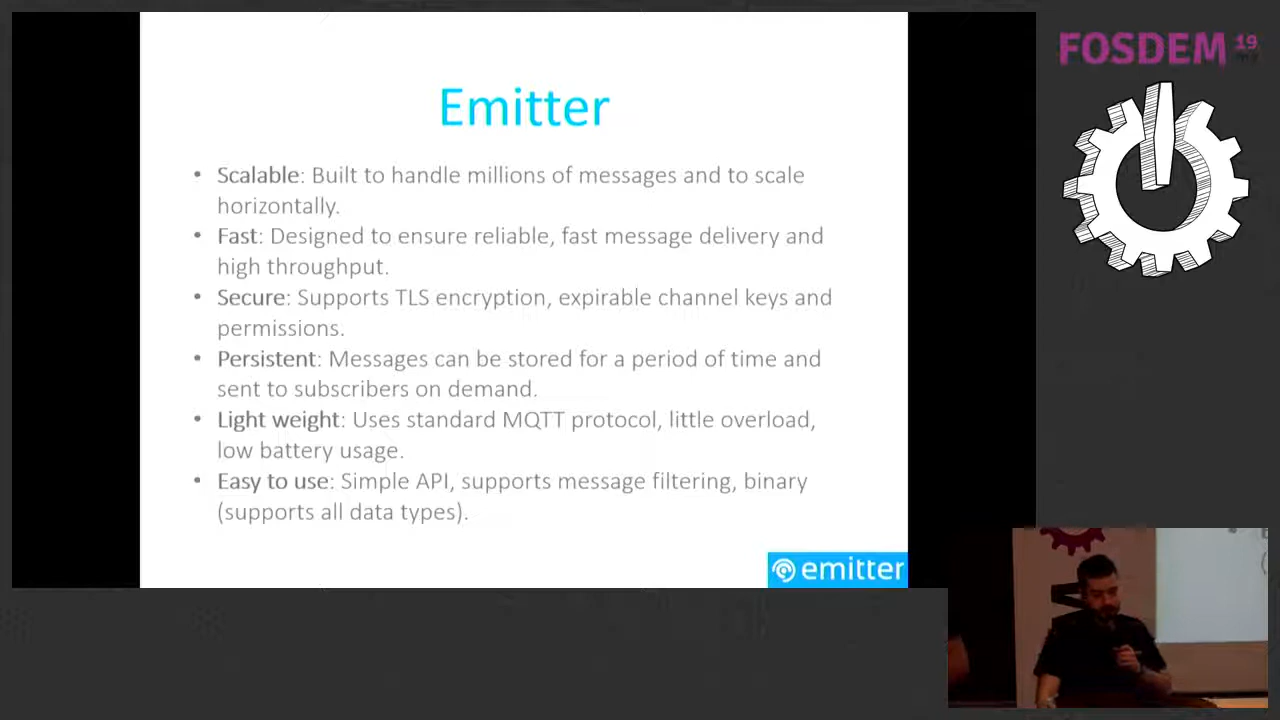 FOSDEM 19
Emitter
• Scalable: Built to handle millions of messages and to scale
horizontally.
• Fast: Designed to ensure reliable, fast message delivery and
high throughput.
• Secure: Supports TLS encryption, expirable channel keys and
permissions.
• Persistent: Messages can be stored for a period of time and
sent to subscribers on demand.
• Light weight: Uses standard MQTT protocol, little overload,
low battery usage.
• Easy to use: Simple API, supports message filtering, binary
(supports all data types).
emitter